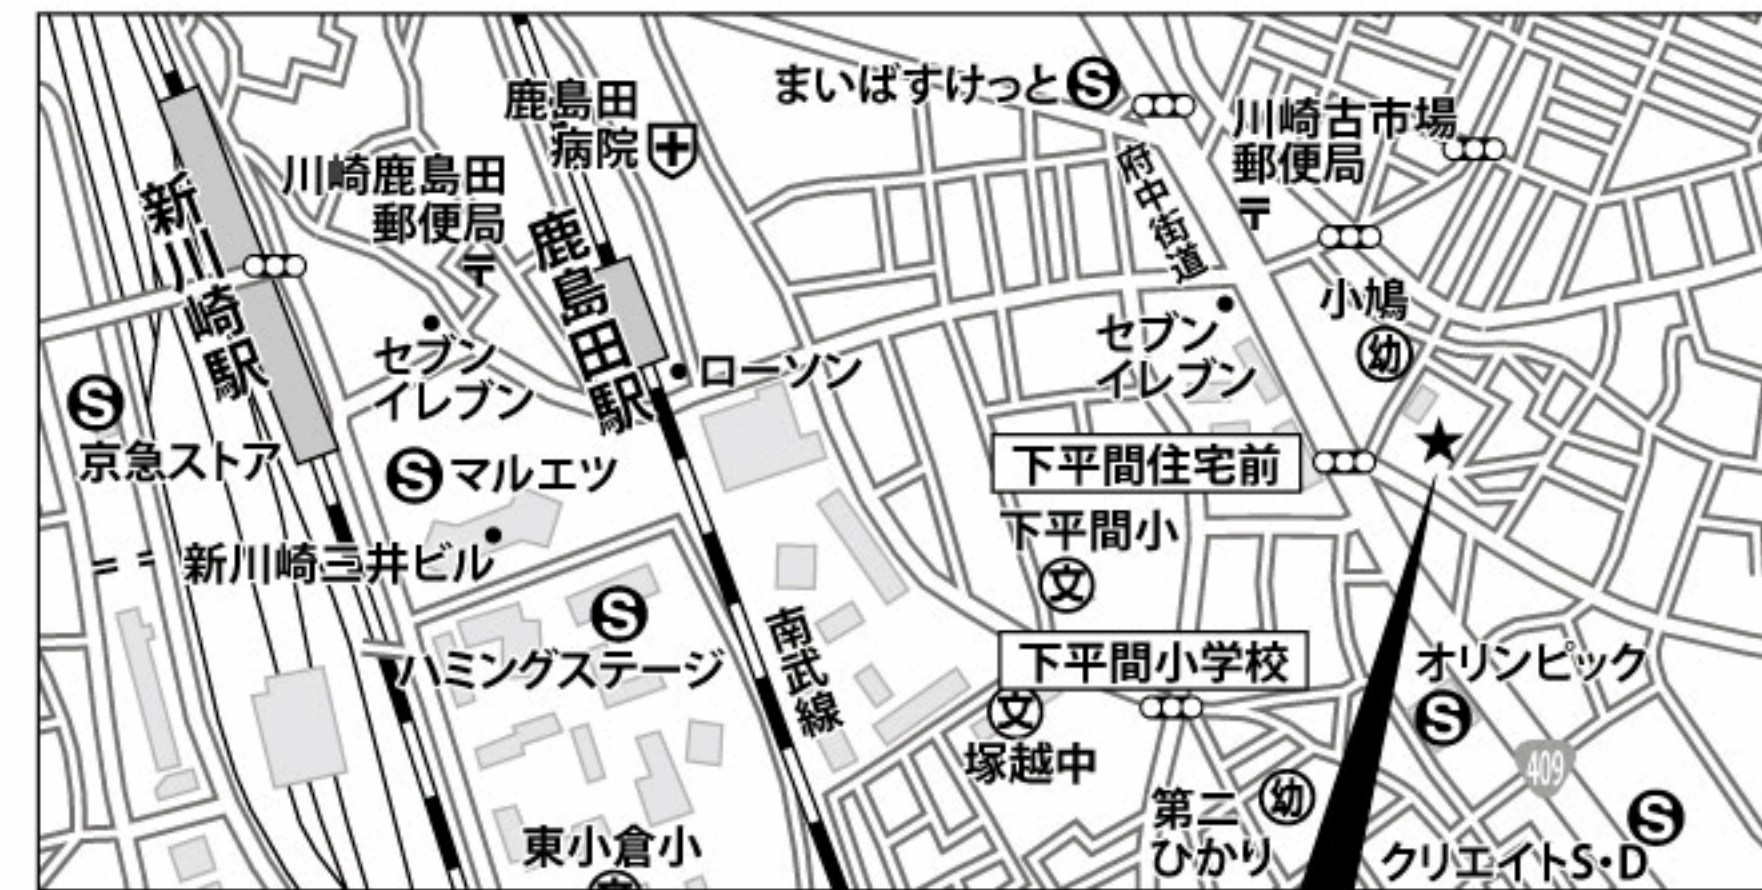 まいばすけっと
S
鹿島田
病院
川崎古市場
郵便局
〒
川崎鹿島田
郵便局
〒
府中街道
新川崎駅
鹿島田駅
小鳩
幼
セブン
イレブン
セブン
イレブン
ローソン
S
京急ストア
S マルエツ
下平間住宅前
下平間小
文
新川崎三井ビル
S
ハミングステージ
南武線
下平間小学校
文
塚越中
オリンピック
S
409
第二
ひかり
幼
S
クリエイトS・D
東小倉小